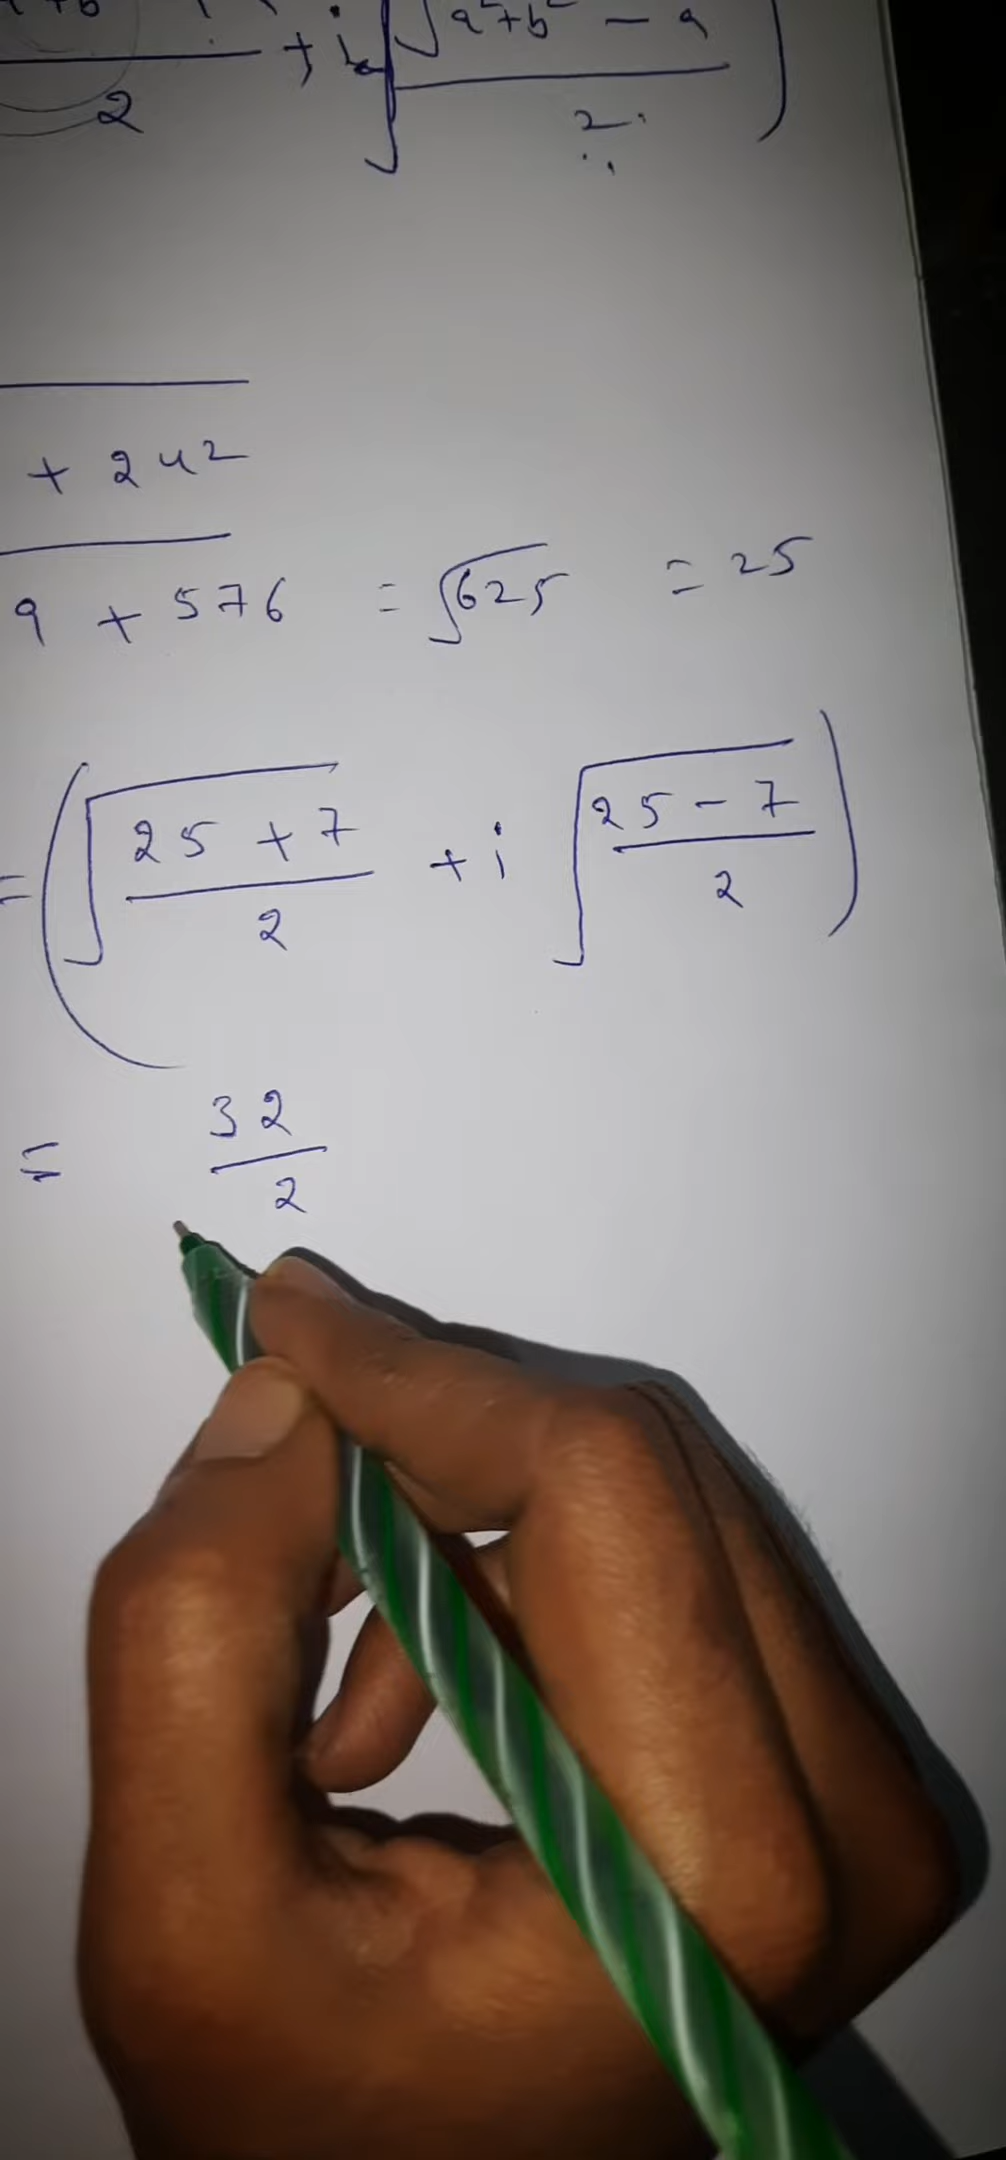 + i √(√a²+b² - a)
2 2
+ 24²
9 + 576 = √625 = 25
= (√(25 + 7)/2 + i √(25 - 7)/2)
= 32/2